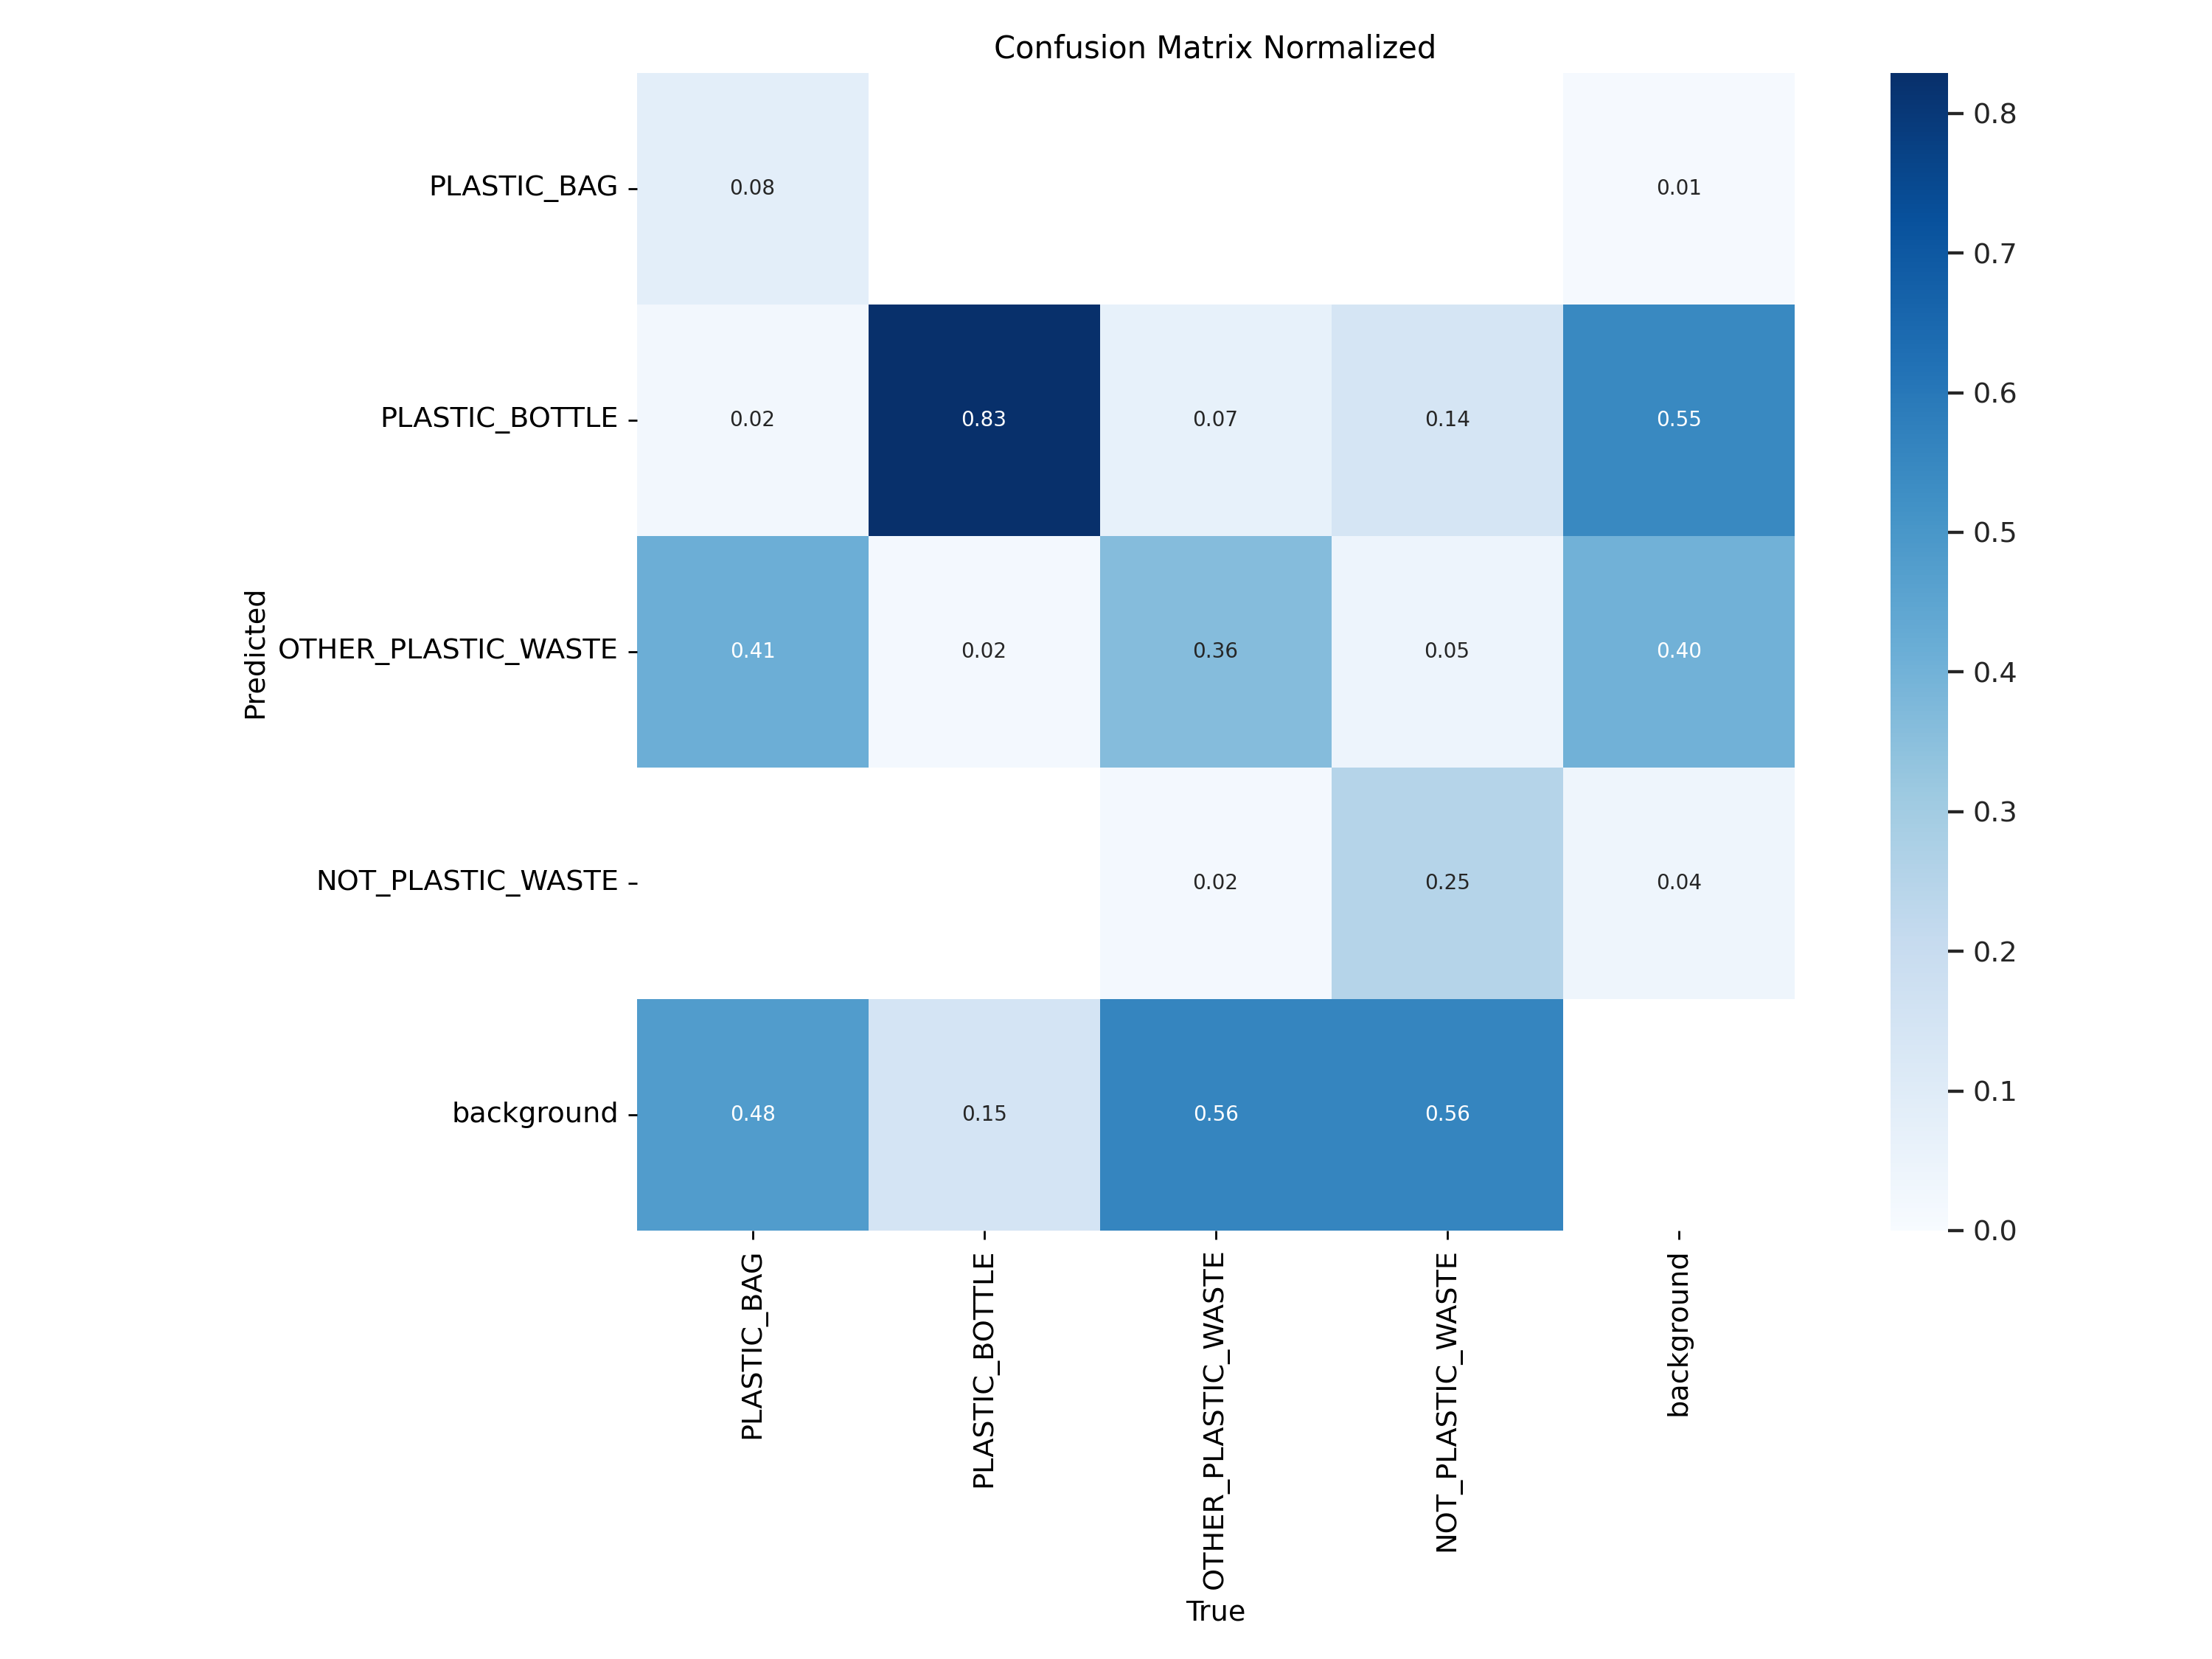 Confusion Matrix Normalized
PLASTIC_BAG
0.08
0.01
PLASTIC_BOTTLE
0.02
0.83
0.07
0.14
0.55
OTHER_PLASTIC_WASTE
0.41
0.02
0.36
0.05
0.40
NOT_PLASTIC_WASTE
0.02
0.25
0.04
background
0.48
0.15
0.56
0.56
Predicted
PLASTIC_BAG
PLASTIC_BOTTLE
OTHER_PLASTIC_WASTE
NOT_PLASTIC_WASTE
background
True
0.8
0.7
0.6
0.5
0.4
0.3
0.2
0.1
0.0